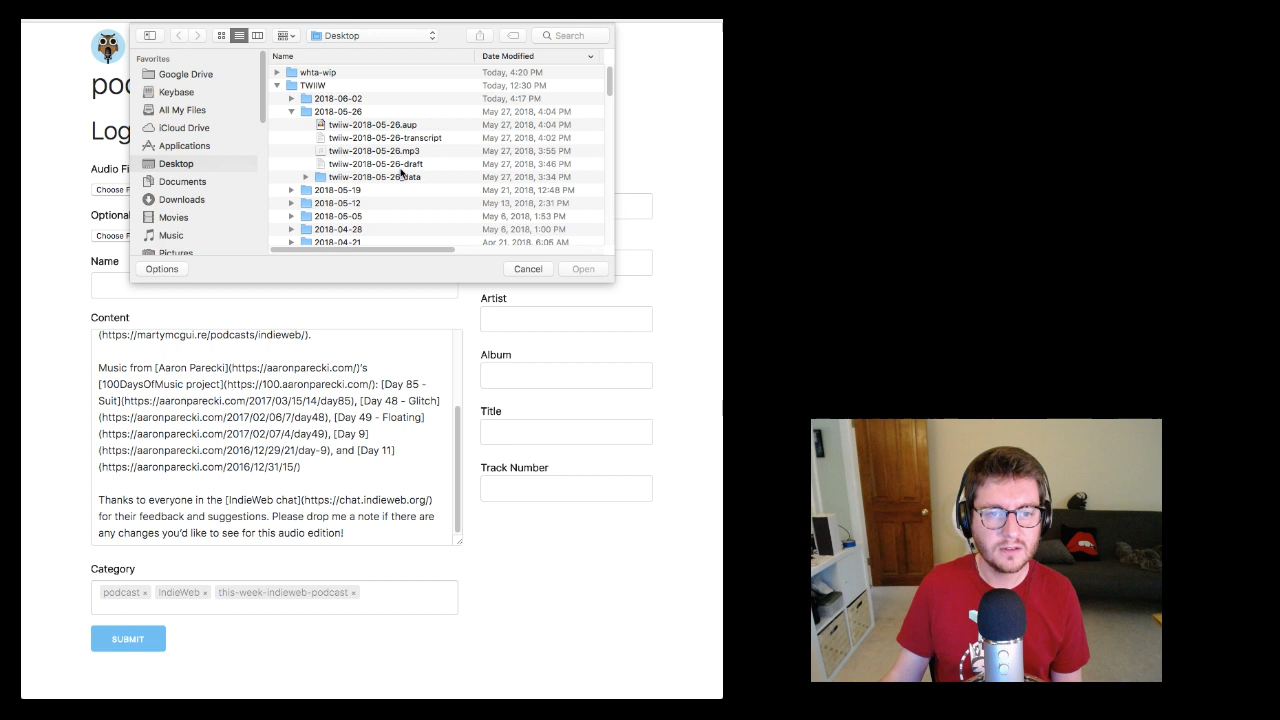 pod
Log
Audio Fi
Choose F
Optional
Choose F
Name
Desktop
Search
Favorites
Google Drive
Keybase
All My Files
iCloud Drive
Applications
Desktop
Documents
Downloads
Movies
Music
Pictures
Name Date Modified
whta-wip Today, 4:20 PM
TWIIW Today, 12:30 PM
2018-06-02 Today, 4:17 PM
2018-05-26 May 27, 2018, 4:04 PM
twiiw-2018-05-26.aup May 27, 2018, 4:04 PM
twiiw-2018-05-26-transcript May 27, 2018, 4:02 PM
twiiw-2018-05-26.mp3 May 27, 2018, 3:55 PM
twiiw-2018-05-26-draft May 27, 2018, 3:46 PM
twiiw-2018-05-26_data May 27, 2018, 3:34 PM
2018-05-19 May 21, 2018, 12:48 PM
2018-05-12 May 13, 2018, 2:31 PM
2018-05-05 May 6, 2018, 1:53 PM
2018-04-28 May 6, 2018, 1:00 PM
2018-04-21 Apr 21, 2018, 6:05 AM
Options Cancel Open
Content
(https://martymcgui.re/podcasts/indieweb/).
Music from [Aaron Parecki](https://aaronparecki.com/)'s
[100DaysOfMusic project](https://100.aaronparecki.com/): [Day 85 -
Suit](https://aaronparecki.com/2017/03/15/14/day85), [Day 48 - Glitch]
(https://aaronparecki.com/2017/02/06/7/day48), [Day 49 - Floating]
(https://aaronparecki.com/2017/02/07/4/day49), [Day 9]
(https://aaronparecki.com/2016/12/29/21/day-9), and [Day 11]
(https://aaronparecki.com/2016/12/31/15/)
Thanks to everyone in the [IndieWeb chat](https://chat.indieweb.org/)
for their feedback and suggestions. Please drop me a note if there are
any changes you'd like to see for this audio edition!
Category
podcast × IndieWeb × this-week-indieweb-podcast ×
SUBMIT
Artist
Album
Title
Track Number